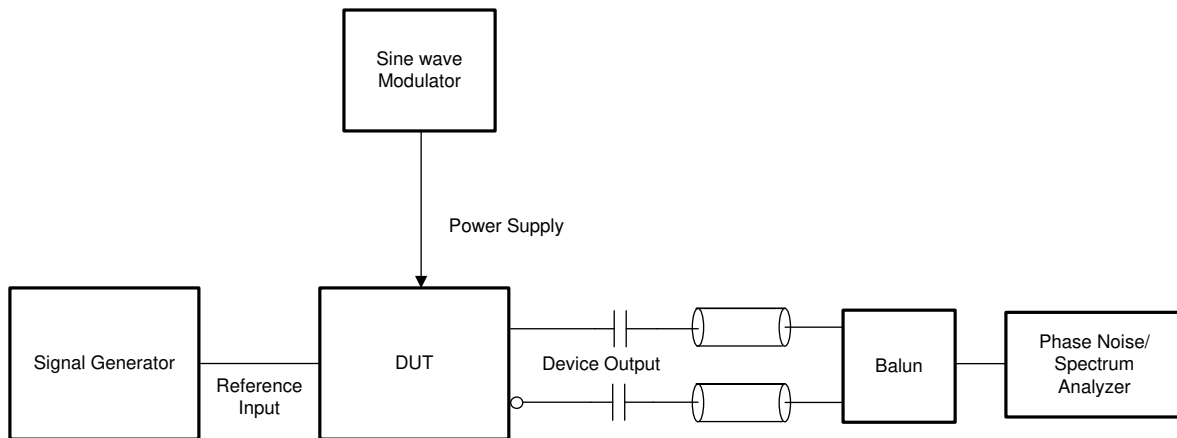 Sine wave
Modulator
Power Supply
Signal Generator
Reference
Input
DUT
Device Output
Balun
Phase Noise/
Spectrum
Analyzer